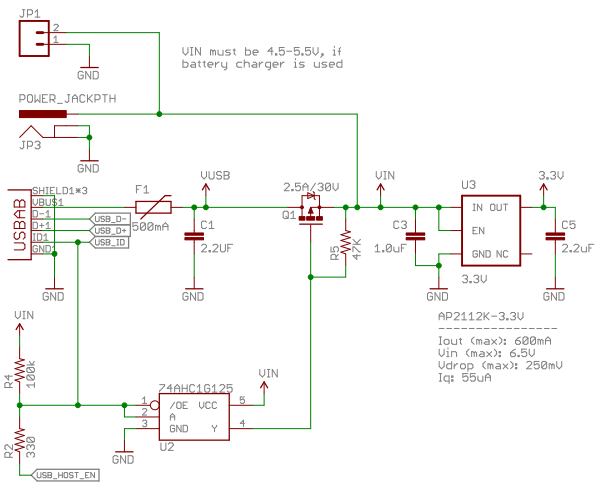 JP1
2
1
GND
VIN must be 4.5-5.5V, if
battery charger is used
POWER_JACKPTH
JP3
GND
USBAB
SHIELD1*3
VBUS1
D-1
D+1
ID1
GND1
USB_D-
USB_D+
USB_ID
GND
F1
500mA
VUSB
C1
2.2UF
GND
2.5A/30V
Q1
R5
47K
VIN
C3
1.0uF
GND
U3
IN OUT
EN
GND NC
3.3V
3.3V
C5
2.2uF
GND
AP2112K-3.3V
----------------
Iout (max): 600mA
Vin (max): 6.5V
Vdrop (max): 250mV
Iq: 55uA
VIN
R4
100k
R2
330
USB_HOST_EN
GND
74AHC1G125
1
2
3
/OE VCC
A
GND Y
5
4
U2
VIN